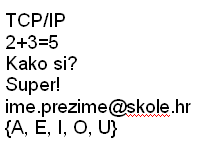 TCP/IP
2+3=5
Kako si?
Super!
ime.prezime@skole.hr
{A, E, I, O, U}